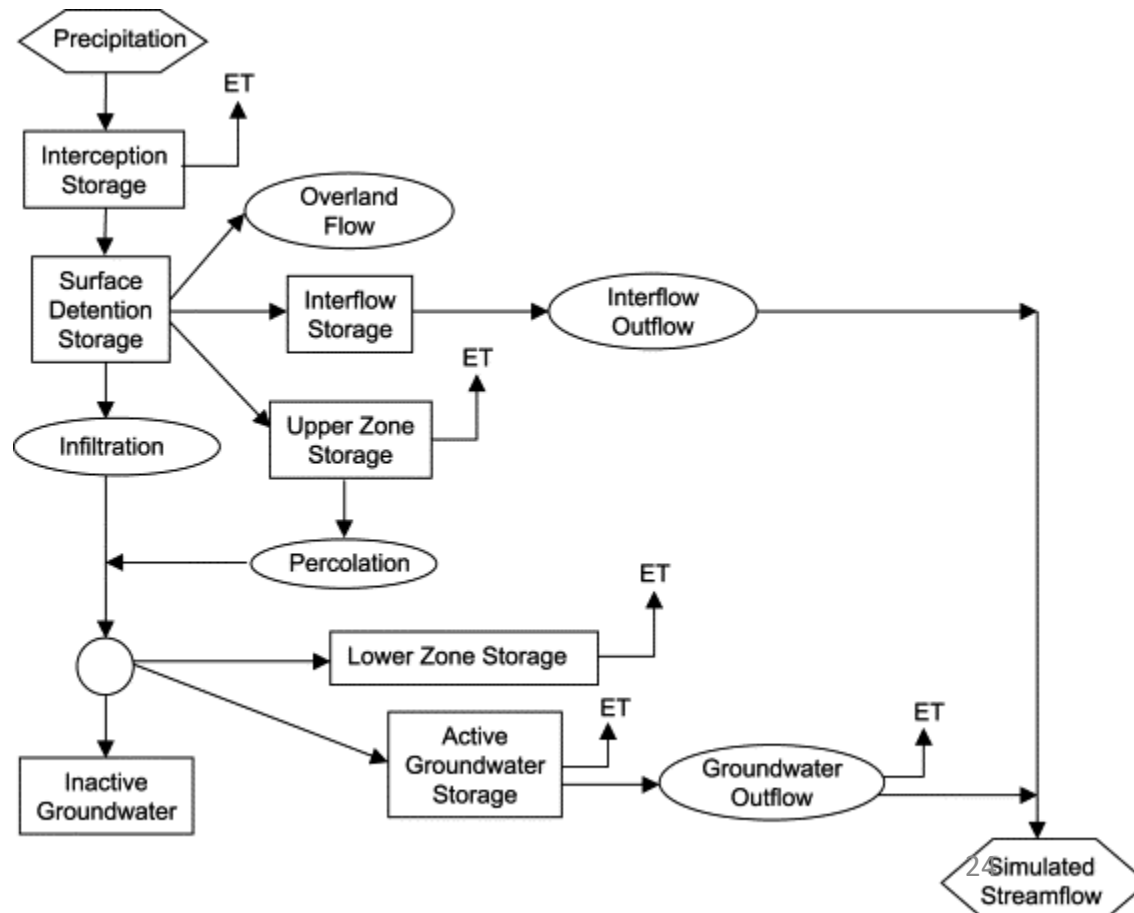 Precipitation
ET
Interception
Storage
Overland
Flow
Surface
Detention
Storage
Interflow
Storage
Interflow
Outflow
ET
Upper Zone
Storage
Infiltration
Percolation
ET
Lower Zone Storage
ET
ET
Active
Groundwater
Storage
Groundwater
Outflow
Inactive
Groundwater
24
Simulated
Streamflow